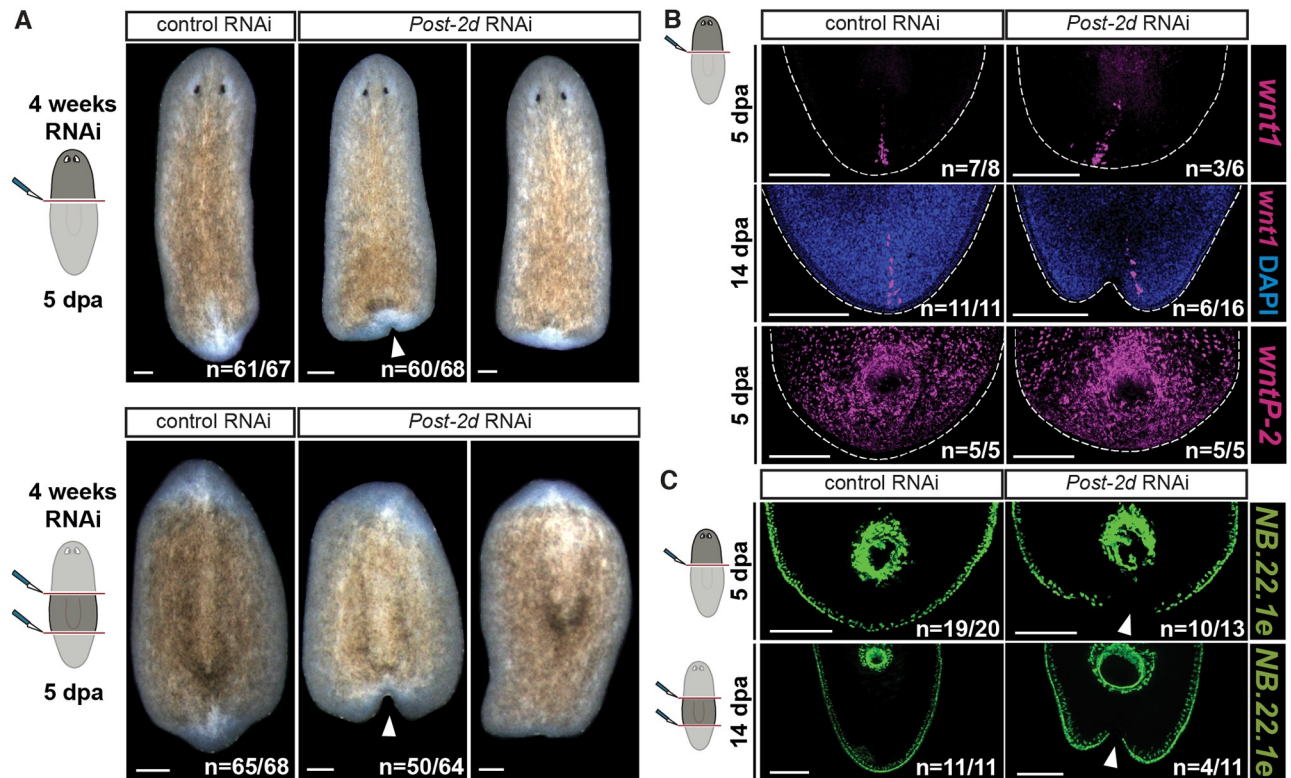 A
control RNAi
Post-2d RNAi
4 weeks
RNAi
5 dpa
n=61/67
n=60/68
control RNAi
Post-2d RNAi
4 weeks
RNAi
5 dpa
n=65/68
n=50/64
B
control RNAi
Post-2d RNAi
5 dpa
n=7/8
n=3/6
wnt1
14 dpa
n=11/11
n=6/16
wnt1 DAPI
5 dpa
n=5/5
n=5/5
wntP-2
C
control RNAi
Post-2d RNAi
5 dpa
n=19/20
n=10/13
NB.22.1e
14 dpa
n=11/11
n=4/11
NB.22.1e